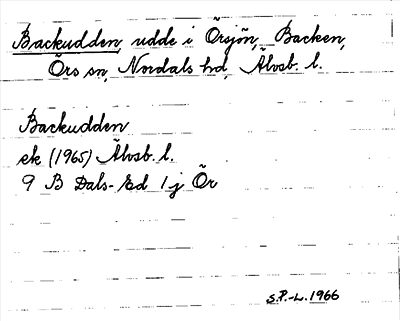 Backudden, udde i Örsjön, Backen,
Örs sn, Nordals hd, Älvsb. l.
Backudden
ek (1965) Älvsb. l.
9 B Dals-Ed 1 j Ör
S.P.-L. 1966